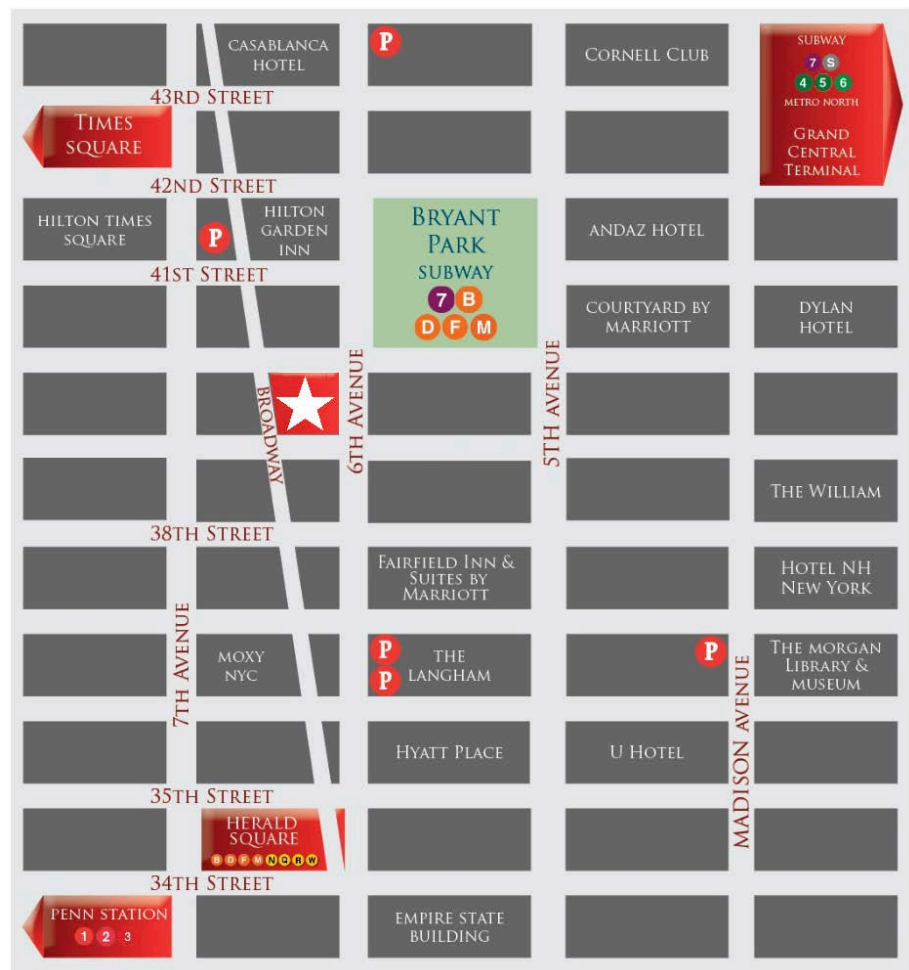 CASABLANCA
HOTEL
P
CORNELL CLUB
SUBWAY
7 S
4 5 6
METRO NORTH
GRAND
CENTRAL
TERMINAL
43RD STREET
TIMES
SQUARE
42ND STREET
HILTON TIMES
SQUARE
P
HILTON
GARDEN
INN
BRYANT
PARK
SUBWAY
7 B
D F M
ANDAZ HOTEL
41ST STREET
COURTYARD BY
MARRIOTT
DYLAN
HOTEL
BROADWAY
6TH AVENUE
5TH AVENUE
THE WILLIAM
38TH STREET
FAIRFIELD INN &
SUITES BY
MARRIOTT
HOTEL NH
NEW YORK
7TH AVENUE
MOXY
NYC
P
P
THE
LANGHAM
P
MADISON AVENUE
THE MORGAN
LIBRARY &
MUSEUM
HYATT PLACE
U HOTEL
35TH STREET
HERALD
SQUARE
B D F M N Q R W
34TH STREET
PENN STATION
1 2 3
EMPIRE STATE
BUILDING